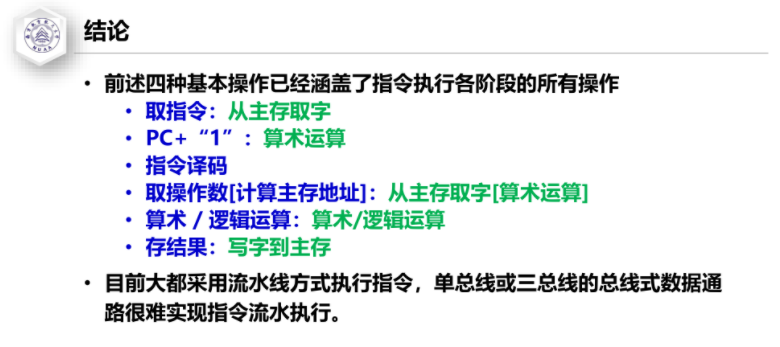 结论
• 前述四种基本操作已经涵盖了指令执行各阶段的所有操作
• 取指令：从主存取字
• PC+“1”：算术运算
• 指令译码
• 取操作数[计算主存地址]：从主存取字[算术运算]
• 算术 / 逻辑运算：算术/逻辑运算
• 存结果：写字到主存
• 目前大都采用流水线方式执行指令，单总线或三总线的总线式数据通
路很难实现指令流水执行。